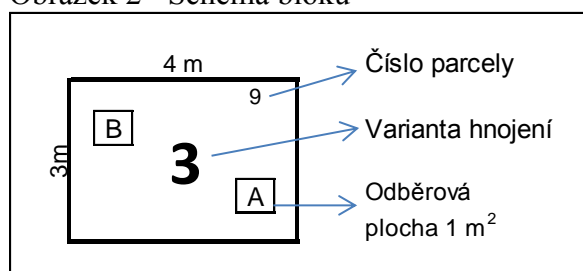 Obrázek 2 - Schéma bloku
4 m
9
Číslo parcely
B
3m
3
Varianta hnojení
A
Odběrová
plocha 1 m²